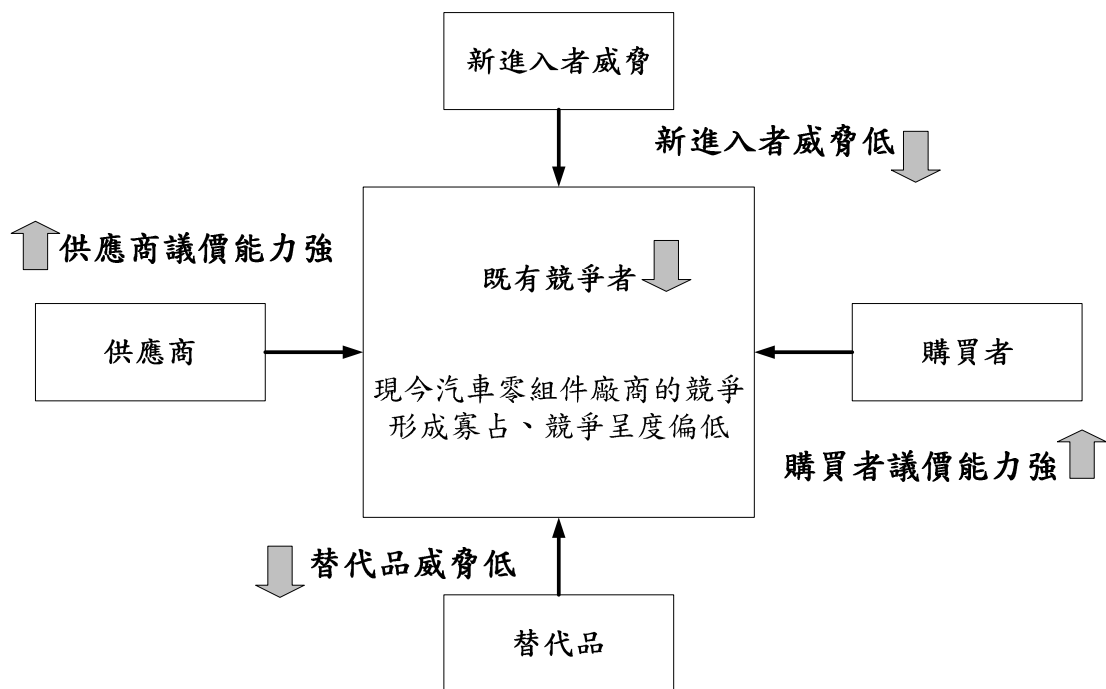 新進入者威脅
新進入者威脅低
供應商議價能力強
既有競爭者
供應商
購買者
現今汽車零組件廠商的競爭
形成寡占、競爭呈度偏低
購買者議價能力強
替代品威脅低
替代品